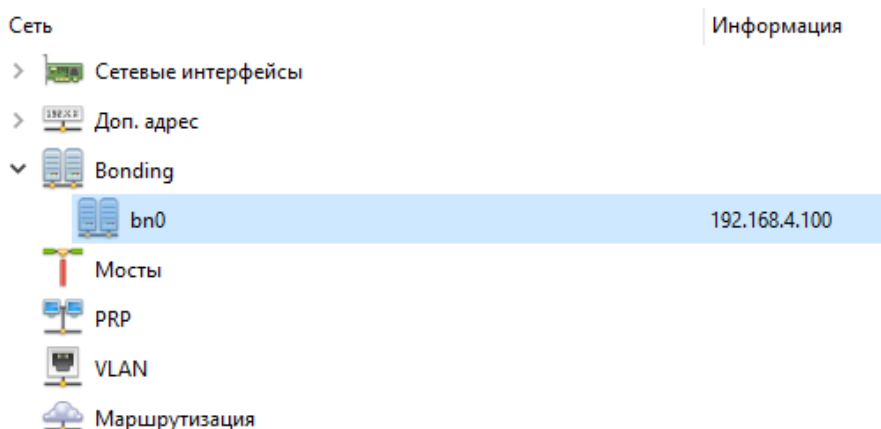 Сеть Информация
Сетевые интерфейсы
Доп. адрес
Bonding
bn0 192.168.4.100
Мосты
PRP
VLAN
Маршрутизация